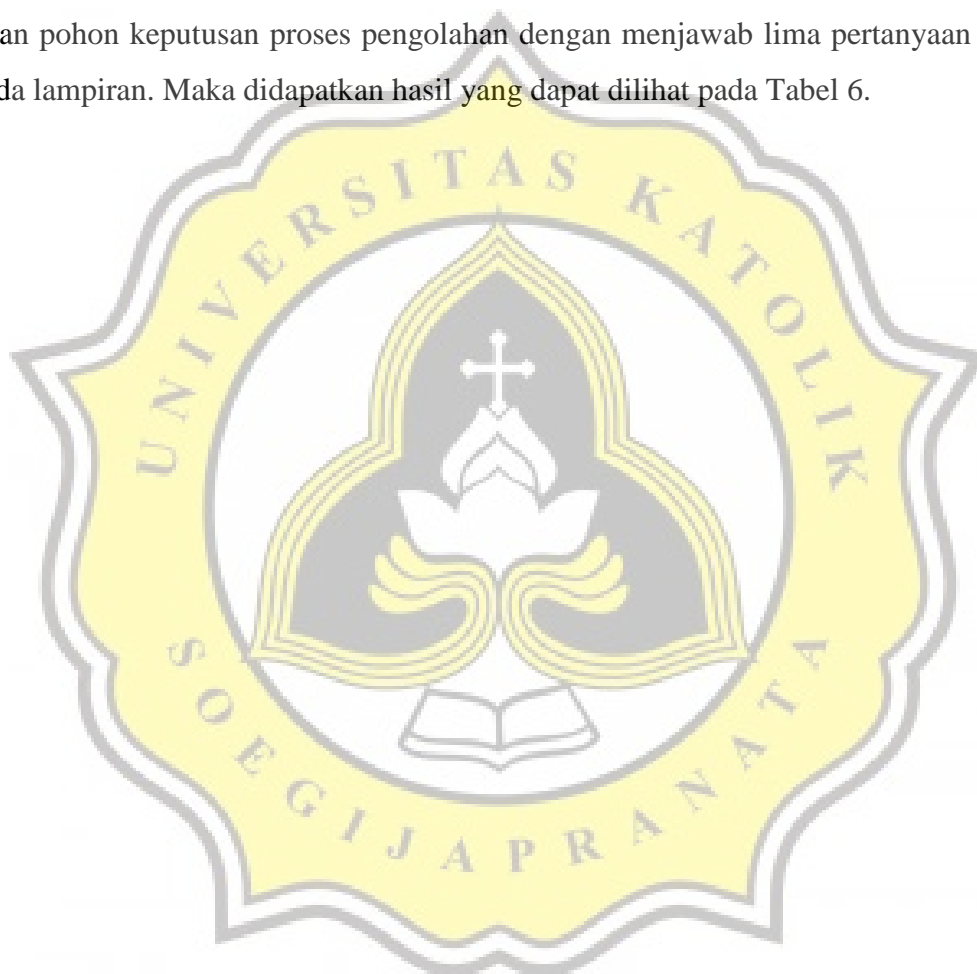 an pohon keputusan proses pengolahan dengan menjawab lima pertanyaan
da lampiran. Maka didapatkan hasil yang dapat dilihat pada Tabel 6.
UNIVERSITAS KATOLIK
SOEGIJAPRANATA